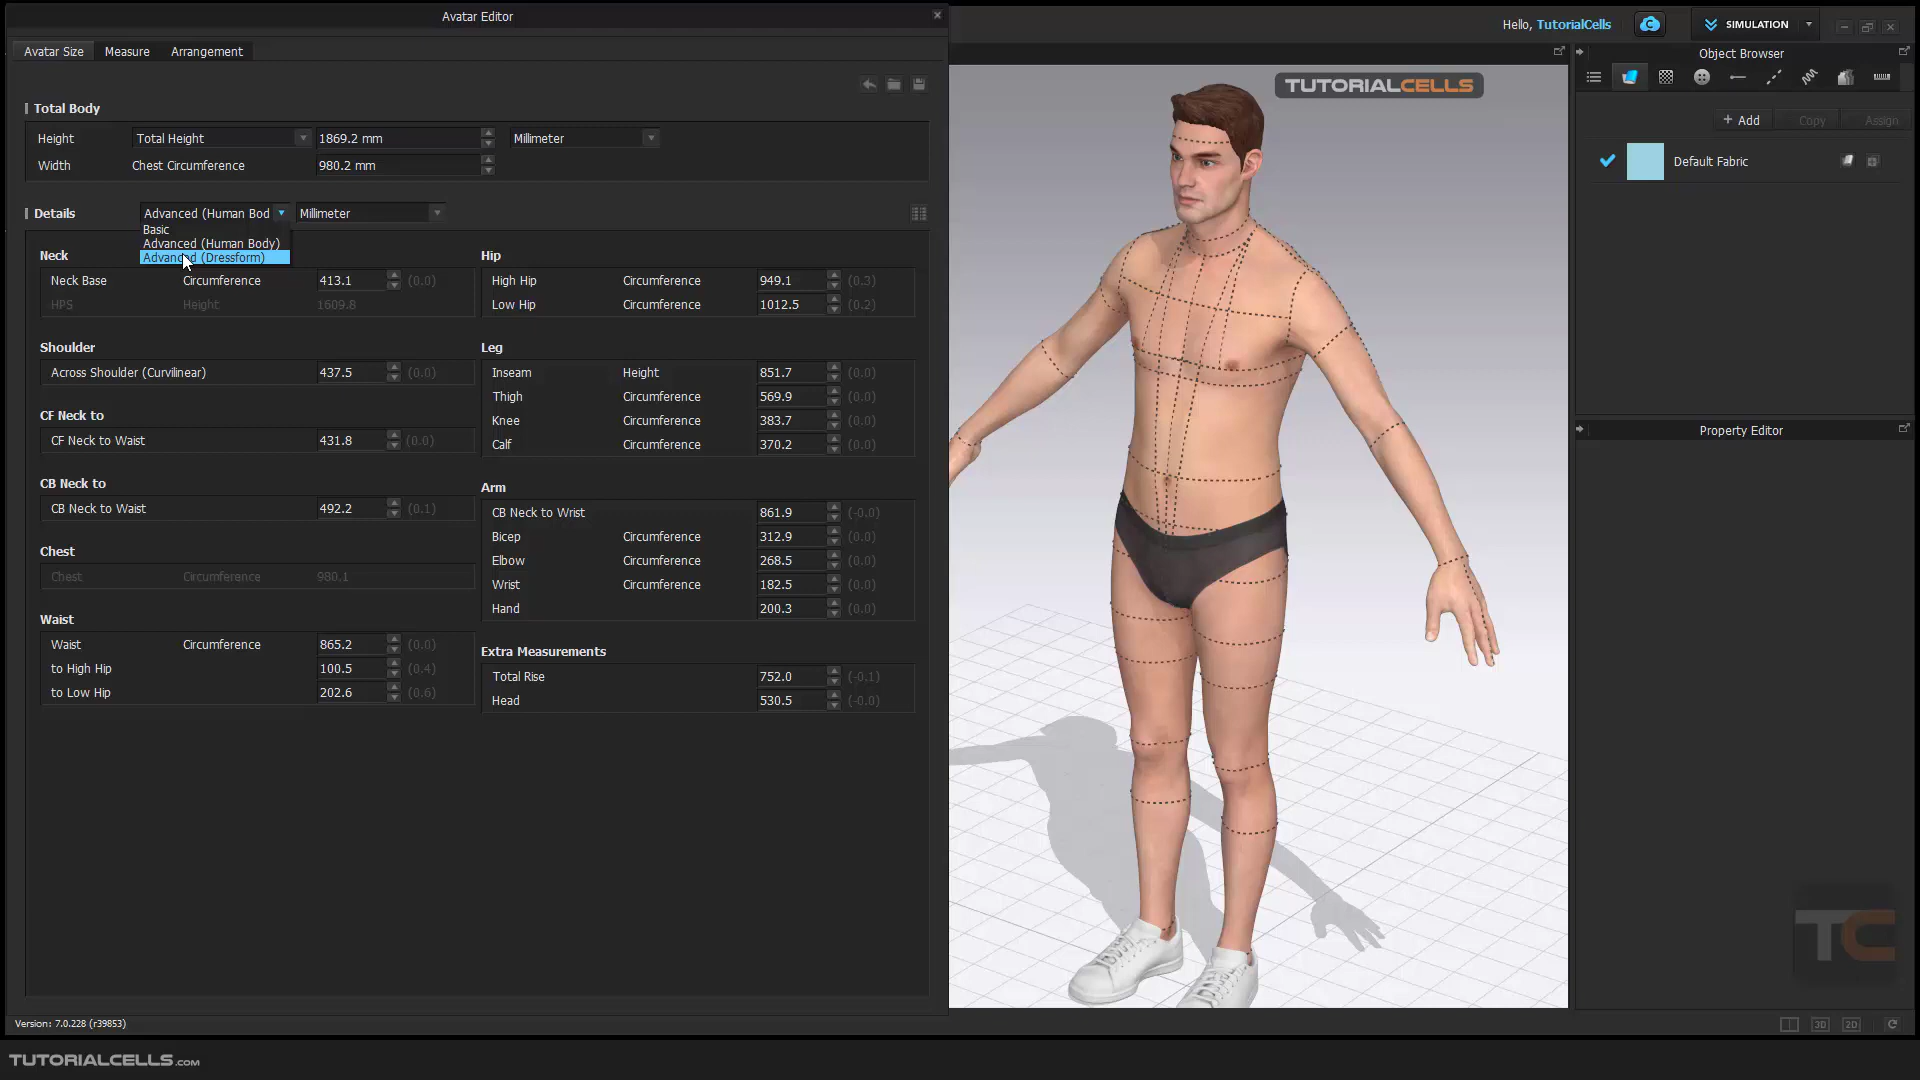 Avatar Editor
Avatar Size Measure Arrangement
Total Body
Height Total Height 1869.2 mm Millimeter
Width Chest Circumference 980.2 mm
Details Advanced (Human Bod Millimeter
Basic
Advanced (Human Body)
Advanced (Dressform)
Neck
Neck Base Circumference 413.1 (0.0)
HPS Height 1609.8
Shoulder
Across Shoulder (Curvilinear) 437.5 (0.0)
CF Neck to
CF Neck to Waist 431.8 (0.0)
CB Neck to
CB Neck to Waist 492.2 (0.1)
Chest
Chest Circumference 980.1
Waist
Waist Circumference 865.2 (0.0)
to High Hip 100.5 (0.4)
to Low Hip 202.6 (0.6)
Hip
High Hip Circumference 949.1 (0.3)
Low Hip Circumference 1012.5 (0.2)
Leg
Inseam Height 851.7 (0.0)
Thigh Circumference 569.9 (0.0)
Knee Circumference 383.7 (0.0)
Calf Circumference 370.2 (0.0)
Arm
CB Neck to Wrist 861.9 (-0.0)
Bicep Circumference 312.9 (0.0)
Elbow Circumference 268.5 (0.0)
Wrist Circumference 182.5 (0.0)
Hand 200.3 (0.0)
Extra Measurements
Total Rise 752.0 (-0.1)
Head 530.5 (-0.0)
Version: 7.0.228 (r39853)
TUTORIALCELLS.COM
TUTORIALCELLS
Hello, TutorialCells
SIMULATION
Object Browser
+ Add Copy Assign
Default Fabric
Property Editor
TC
3D 2D